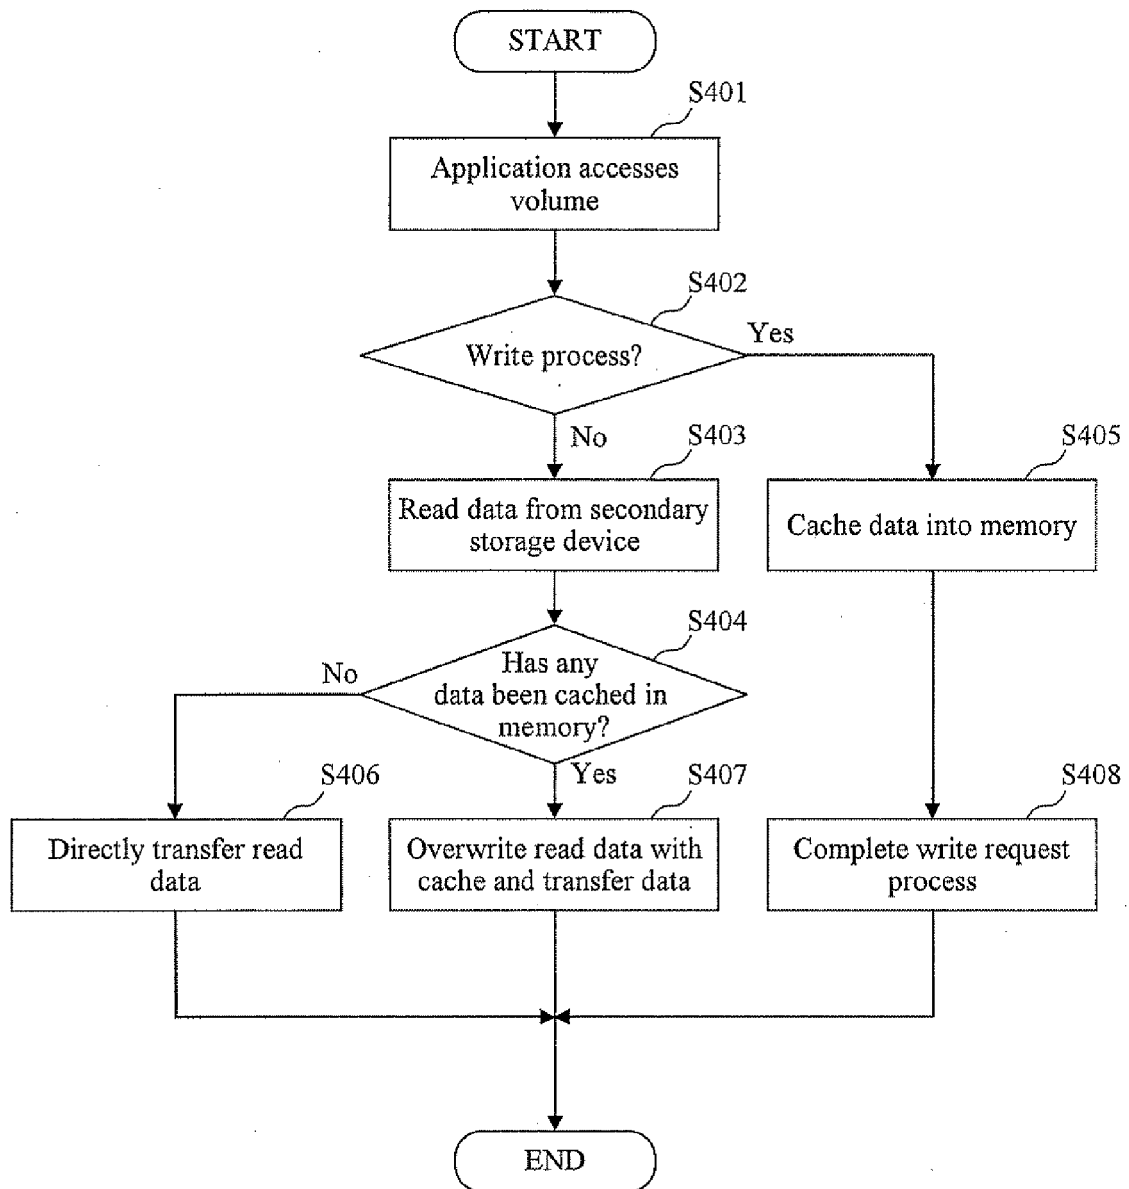 START
S401
Application accesses
volume
S402
Write process?
Yes
No
S403
Read data from secondary
storage device
S405
Cache data into memory
S404
Has any
data been cached in
memory?
No
Yes
S406
Directly transfer read
data
S407
Overwrite read data with
cache and transfer data
S408
Complete write request
process
END